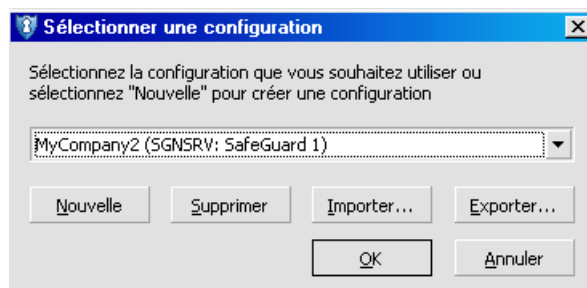 Sélectionner une configuration
Sélectionnez la configuration que vous souhaitez utiliser ou
sélectionnez "Nouvelle" pour créer une configuration
MyCompany2 (SGNSRV: SafeGuard 1)
Nouvelle Supprimer Importer... Exporter...
OK Annuler